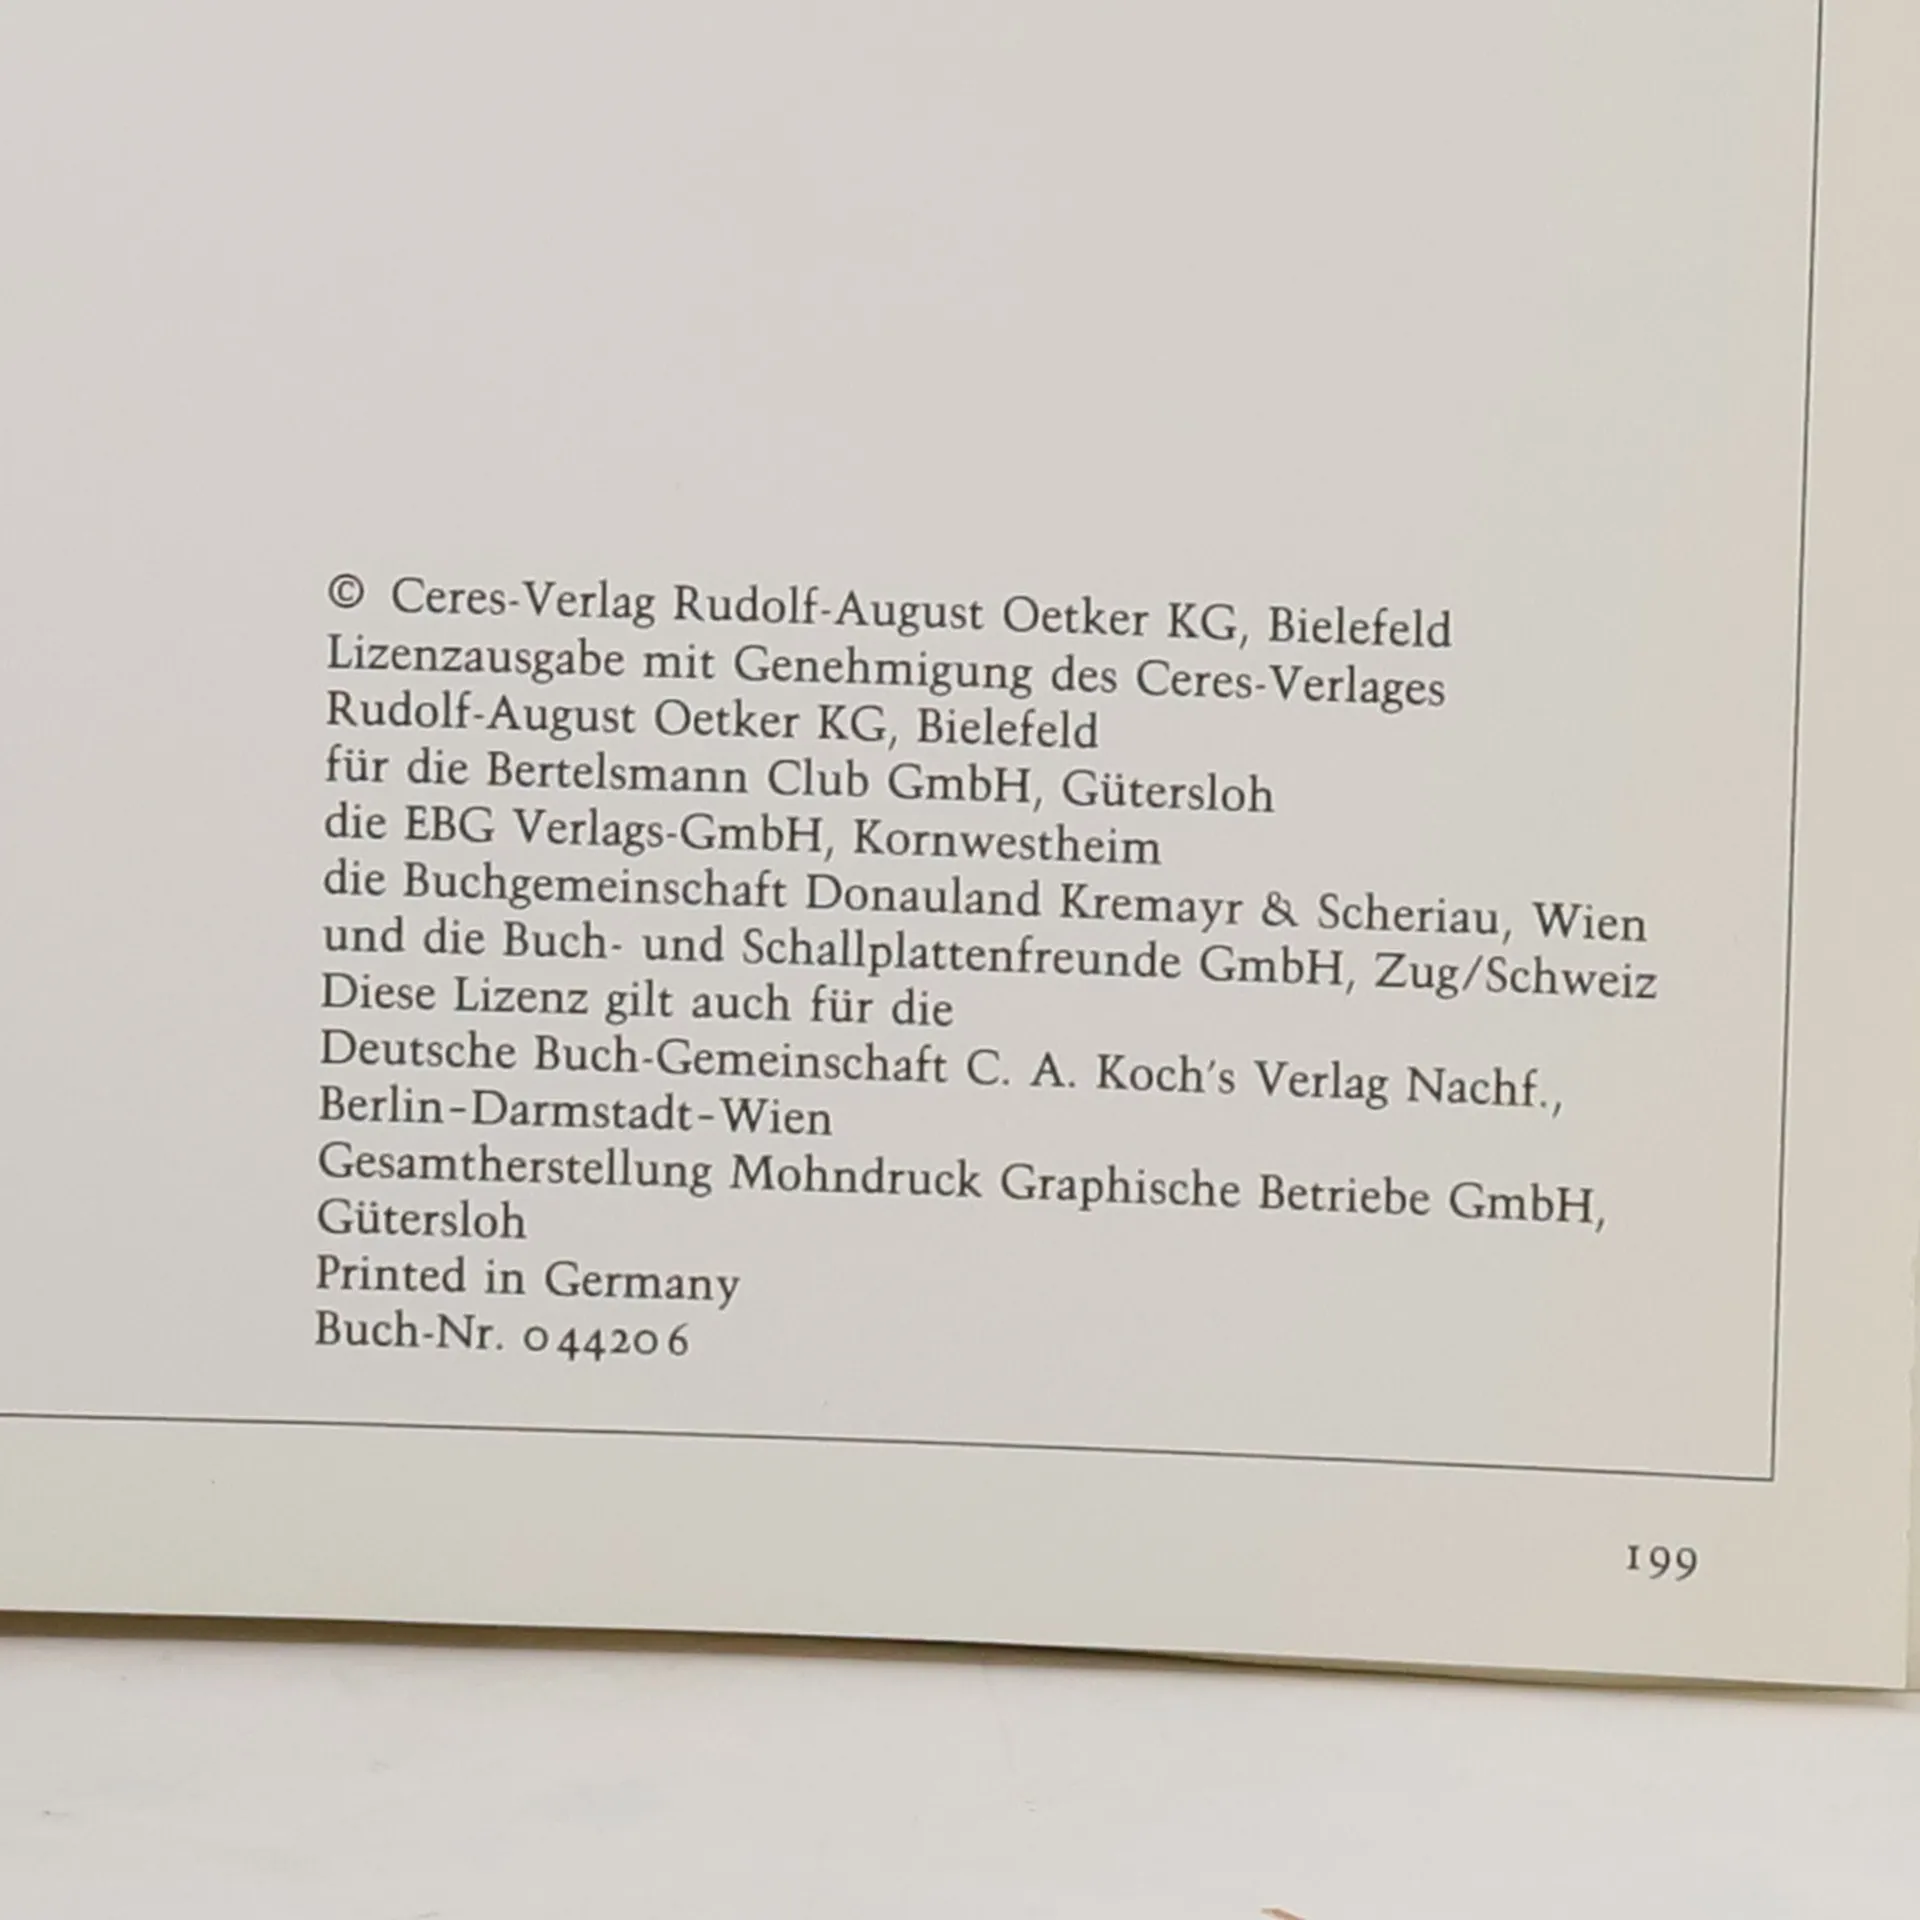 © Ceres-Verlag Rudolf-August Oetker KG, Bielefeld
Lizenzausgabe mit Genehmigung des Ceres-Verlages
Rudolf-August Oetker KG, Bielefeld
für die Bertelsmann Club GmbH, Gütersloh
die EBG Verlags-GmbH, Kornwestheim
die Buchgemeinschaft Donauland Kremayr & Scheriau, Wien
und die Buch- und Schallplattenfreunde GmbH, Zug/Schweiz
Diese Lizenz gilt auch für die
Deutsche Buch-Gemeinschaft C. A. Koch's Verlag Nachf.,
Berlin–Darmstadt–Wien
Gesamtherstellung Mohndruck Graphische Betriebe GmbH,
Gütersloh
Printed in Germany
Buch-Nr. 044206
199